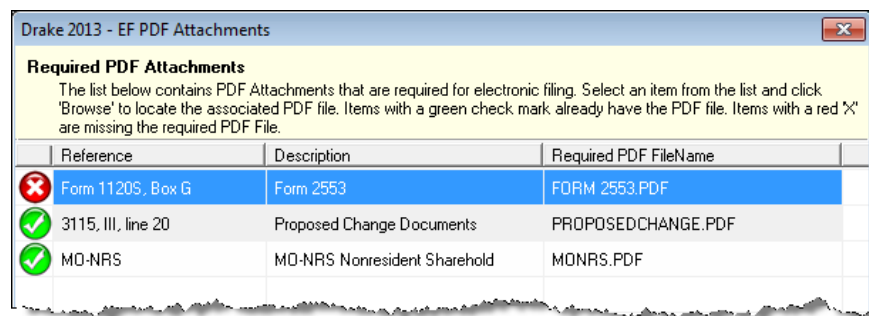 Drake 2013 - EF PDF Attachments
Required PDF Attachments
The list below contains PDF Attachments that are required for electronic filing. Select an item from the list and click
'Browse' to locate the associated PDF file. Items with a green check mark already have the PDF file. Items with a red 'X'
are missing the required PDF File.
Reference Description Required PDF FileName
Form 1120S, Box G Form 2553 FORM 2553.PDF
3115, III, line 20 Proposed Change Documents PROPOSEDCHANGE.PDF
MO-NRS MO-NRS Nonresident Sharehold MONRS.PDF